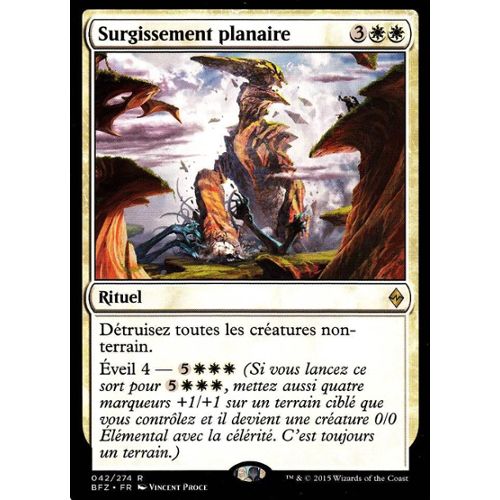 Surgissement planaire 3
Rituel
Détruisez toutes les créatures non-
terrain.
Éveil 4 — 5 (Si vous lancez ce
sort pour 5, mettez aussi quatre
marqueurs +1/+1 sur un terrain ciblé que
vous contrôlez et il devient une créature 0/0
Élémental avec la célérité. C'est toujours
un terrain.)
042/274 R
BFZ • FR Vincent Proce ™ & © 2015 Wizards of the Coast